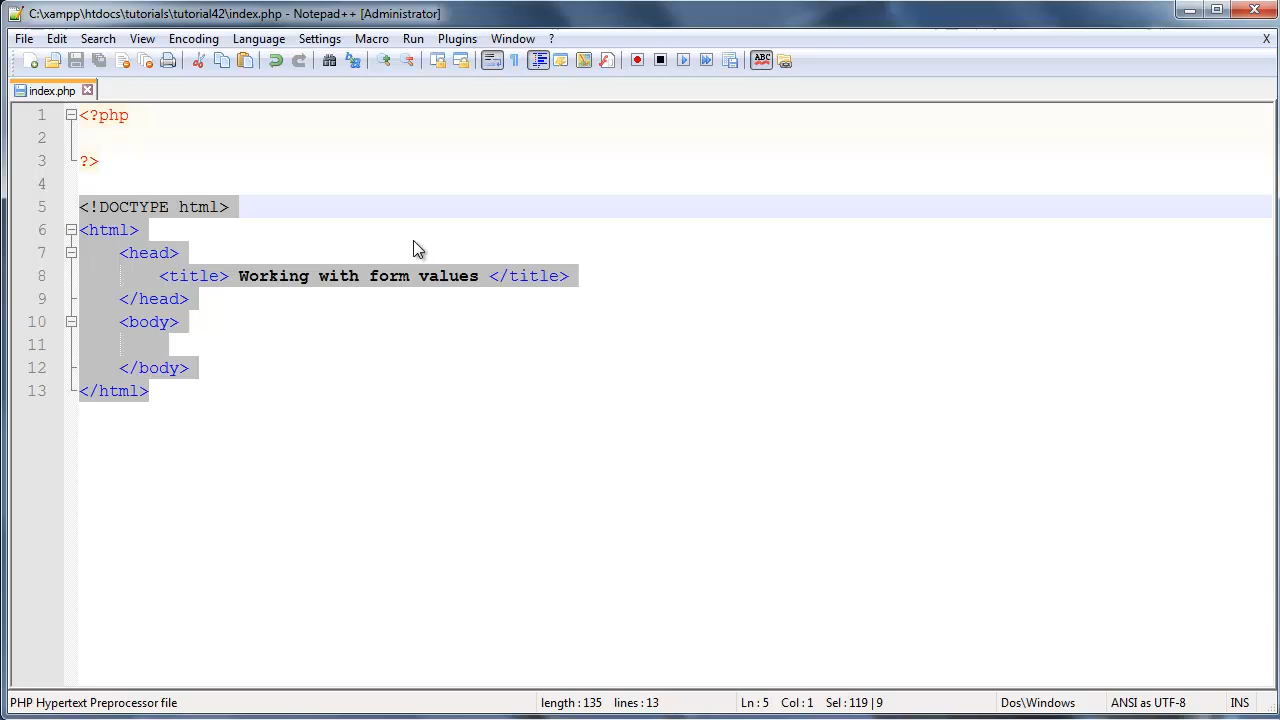 C:\xampp\htdocs\tutorials\tutorial42\index.php - Notepad++ [Administrator]
File Edit Search View Encoding Language Settings Macro Run Plugins Window ? X
ABC
index.php
1 <?php
2
3 ?>
4
5 <!DOCTYPE html>
6 <html>
7 <head>
8 <title> Working with form values </title>
9 </head>
10 <body>
11
12 </body>
13 </html>
PHP Hypertext Preprocessor file length : 135 lines : 13 Ln : 5 Col : 1 Sel : 119 | 9 Dos\Windows ANSI as UTF-8 INS